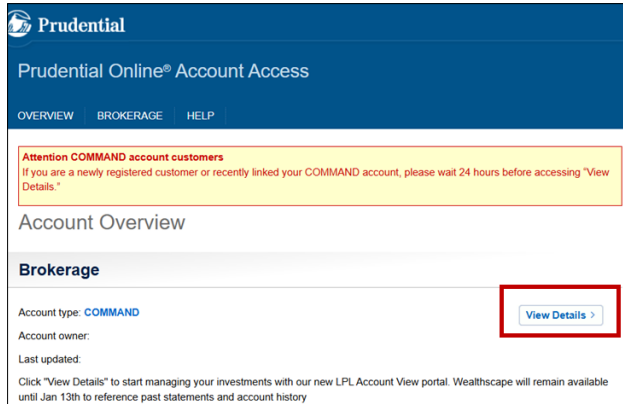 Prudential
Prudential Online® Account Access
OVERVIEW BROKERAGE HELP
Attention COMMAND account customers
If you are a newly registered customer or recently linked your COMMAND account, please wait 24 hours before accessing "View
Details."
Account Overview
Brokerage
Account type: COMMAND
View Details >
Account owner:
Last updated:
Click "View Details" to start managing your investments with our new LPL Account View portal. Wealthscape will remain available
until Jan 13th to reference past statements and account history